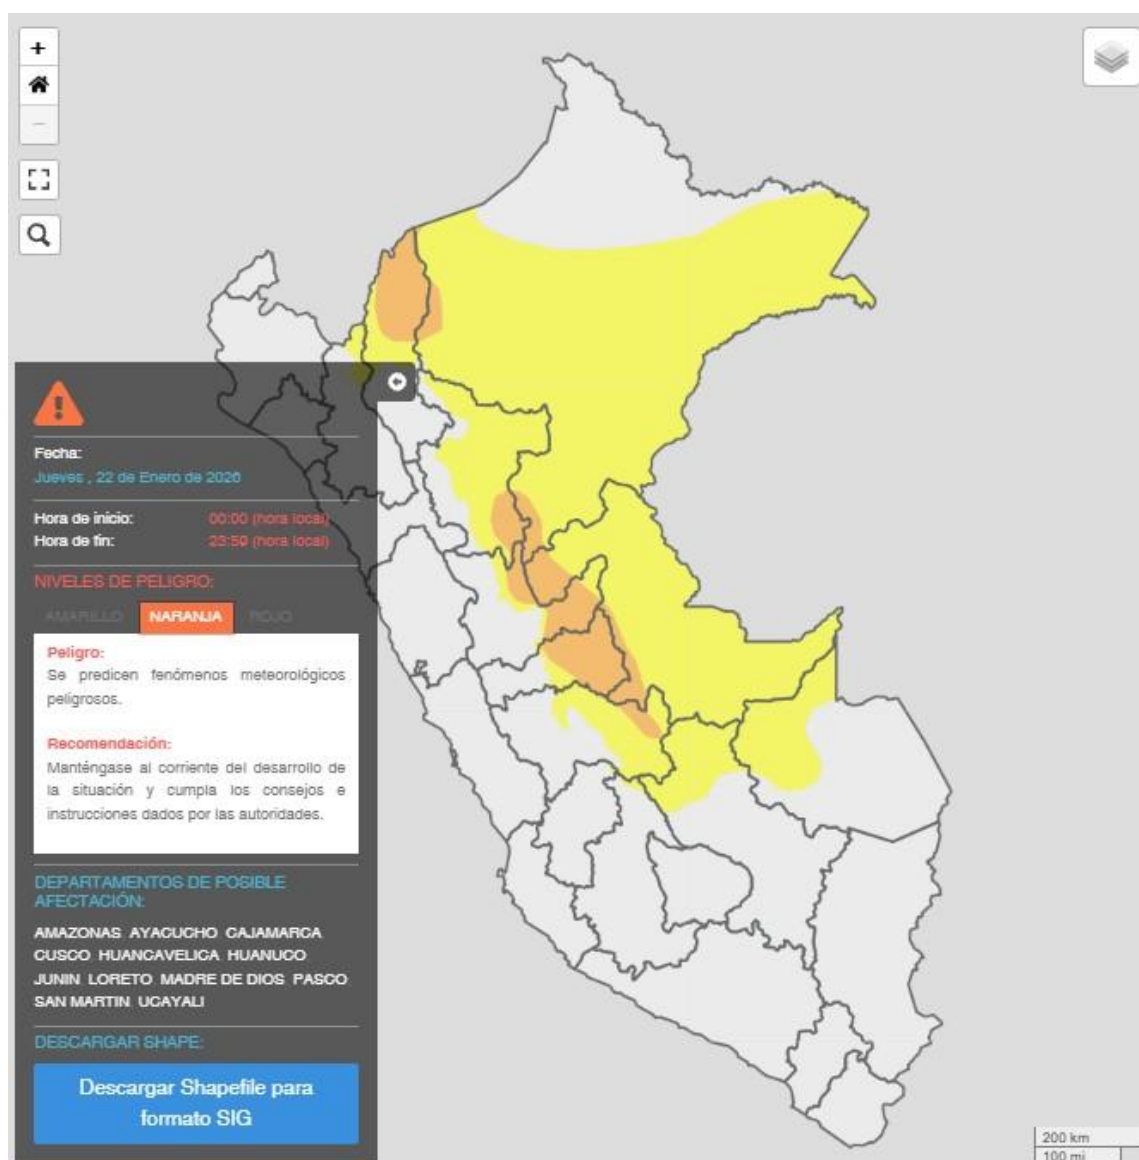 +
−
Fecha:
Jueves , 22 de Enero de 2026
Hora de inicio: 00:00 (hora local)
Hora de fin: 23:59 (hora local)
NIVELES DE PELIGRO:
AMARILLO NARANJA ROJO
Peligro:
Se predicen fenómenos meteorológicos
peligrosos.
Recomendación:
Manténgase al corriente del desarrollo de
la situación y cumpla los consejos e
instrucciones dados por las autoridades.
DEPARTAMENTOS DE POSIBLE
AFECTACIÓN:
AMAZONAS AYACUCHO CAJAMARCA
CUSCO HUANCAVELICA HUANUCO
JUNIN LORETO MADRE DE DIOS PASCO
SAN MARTIN UCAYALI
DESCARGAR SHAPE:
Descargar Shapefile para
formato SIG
200 km
100 mi